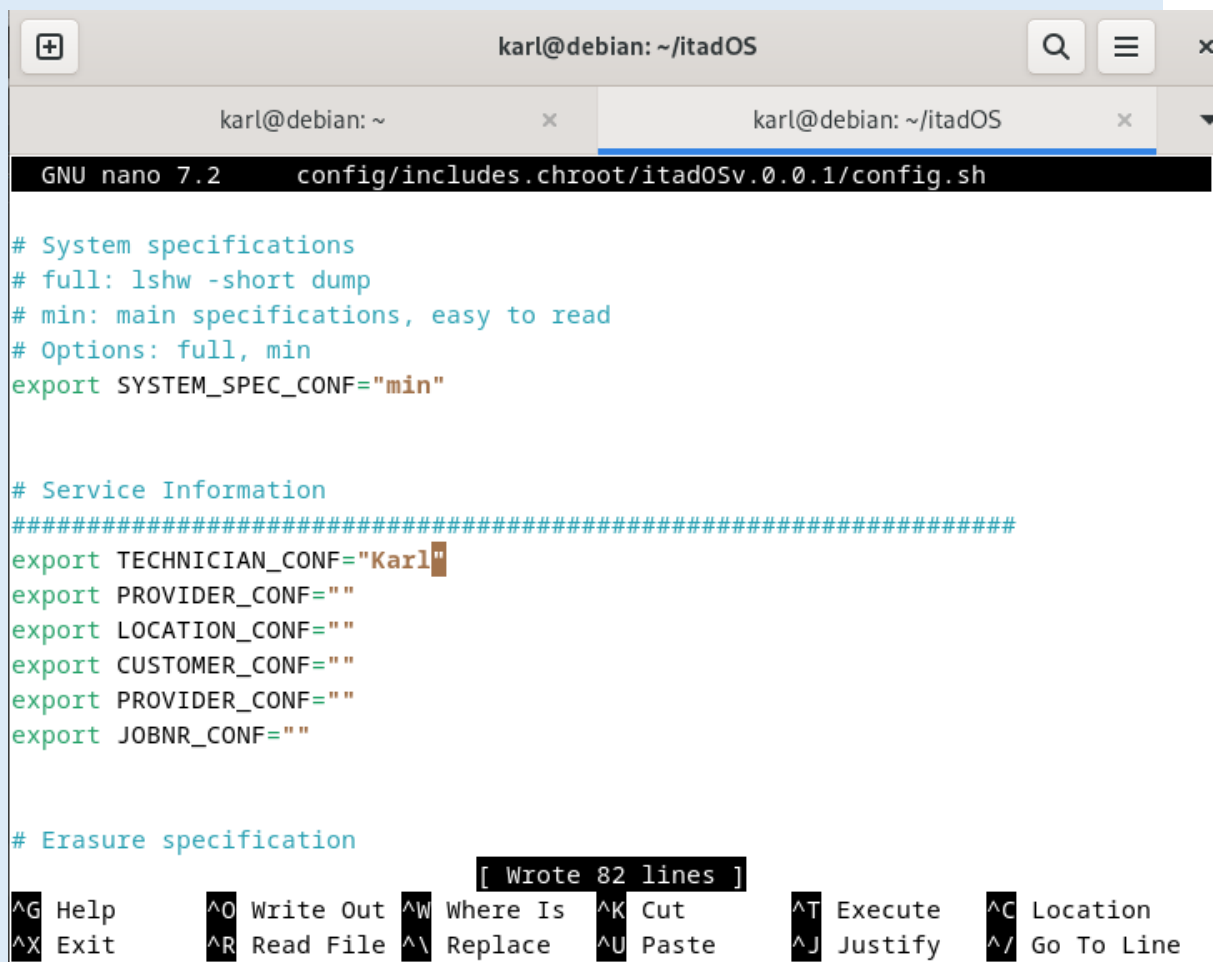 karl@debian: ~/itadOS
karl@debian: ~ × karl@debian: ~/itadOS ×
GNU nano 7.2 config/includes.chroot/itadOSv.0.0.1/config.sh
# System specifications
# full: lshw -short dump
# min: main specifications, easy to read
# Options: full, min
export SYSTEM_SPEC_CONF="min"
# Service Information
###################################################################
export TECHNICIAN_CONF="Karl"
export PROVIDER_CONF=""
export LOCATION_CONF=""
export CUSTOMER_CONF=""
export PROVIDER_CONF=""
export JOBNR_CONF=""
# Erasure specification
[ Wrote 82 lines ]
^G Help ^O Write Out ^W Where Is ^K Cut ^T Execute ^C Location
^X Exit ^R Read File ^\ Replace ^U Paste ^J Justify ^/ Go To Line